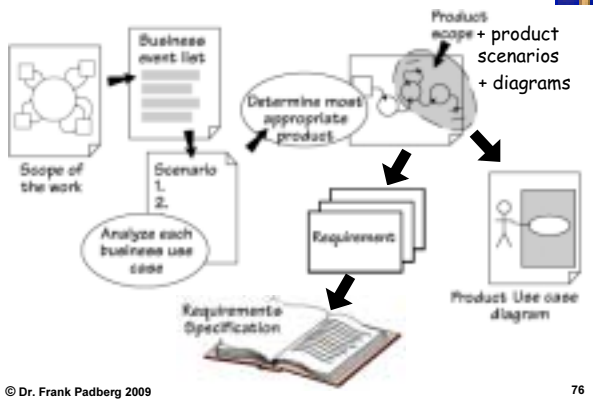 Product
scope + product
scenarios
+ diagrams
Business
event list
Scope of
the work
Scenario
1.
2.
Analyze each
business use
case
Determine most
appropriate
product
Requirement
Product Use case
diagram
Requirements
Specification
© Dr. Frank Padberg 2009
76